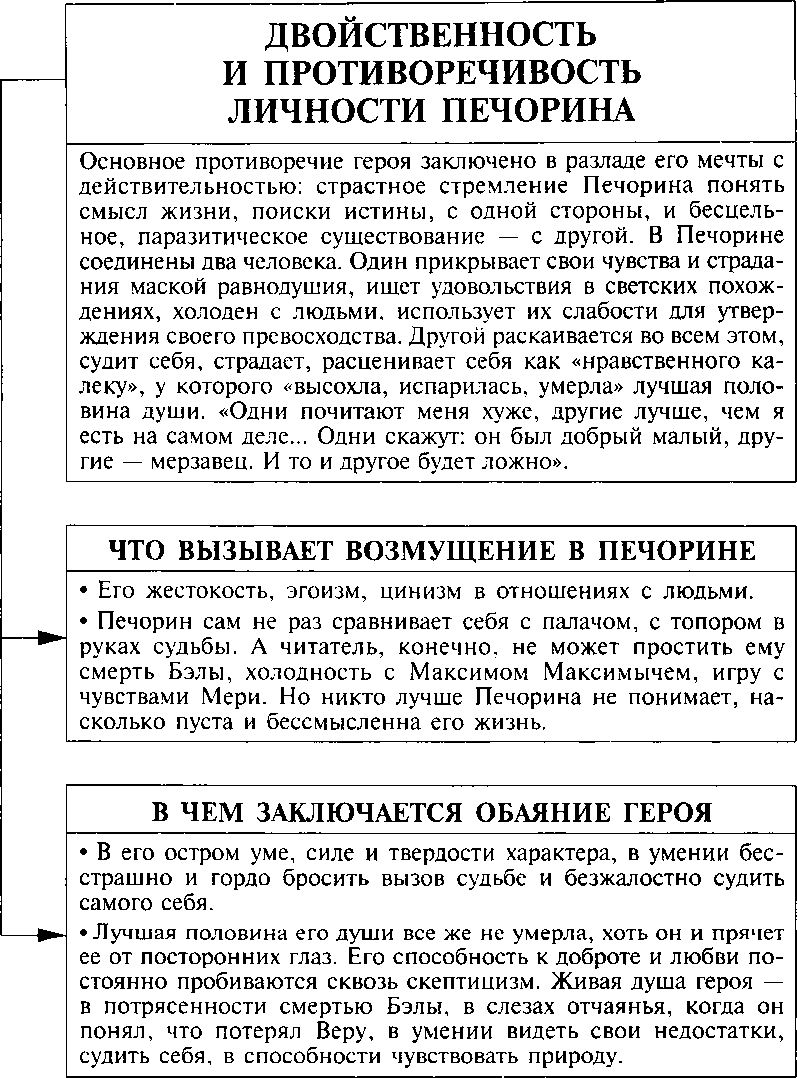 ДВОЙСТВЕННОСТЬ
И ПРОТИВОРЕЧИВОСТЬ
ЛИЧНОСТИ ПЕЧОРИНА
Основное противоречие героя заключено в разладе его мечты с
действительностью: страстное стремление Печорина понять
смысл жизни, поиски истины, с одной стороны, и бесцель-
ное, паразитическое существование — с другой. В Печорине
соединены два человека. Один прикрывает свои чувства и страда-
ния маской равнодушия, ищет удовольствия в светских похож-
дениях, холоден с людьми, использует их слабости для утвер-
ждения своего превосходства. Другой раскаивается во всем этом,
судит себя, страдает, расценивает себя как «нравственного ка-
леку», у которого «высохла, испарилась, умерла» лучшая поло-
вина души. «Одни почитают меня хуже, другие лучше, чем я
есть на самом деле... Одни скажут: он был добрый малый, дру-
гие — мерзавец. И то и другое будет ложно».
ЧТО ВЫЗЫВАЕТ ВОЗМУЩЕНИЕ В ПЕЧОРИНЕ
• Его жестокость, эгоизм, цинизм в отношениях с людьми.
• Печорин сам не раз сравнивает себя с палачом, с топором в
руках судьбы. А читатель, конечно, не может простить ему
смерть Бэлы, холодность с Максимом Максимычем, игру с
чувствами Мери. Но никто лучше Печорина не понимает, на-
сколько пуста и бессмысленна его жизнь.
В ЧЕМ ЗАКЛЮЧАЕТСЯ ОБАЯНИЕ ГЕРОЯ
• В его остром уме, силе и твердости характера, в умении бес-
страшно и гордо бросить вызов судьбе и безжалостно судить
самого себя.
• Лучшая половина его души все же не умерла, хоть он и прячет
ее от посторонних глаз. Его способность к доброте и любви по-
стоянно пробиваются сквозь скептицизм. Живая душа героя —
в потрясенности смертью Бэлы, в слезах отчаянья, когда он
понял, что потерял Веру, в умении видеть свои недостатки,
судить себя, в способности чувствовать природу.